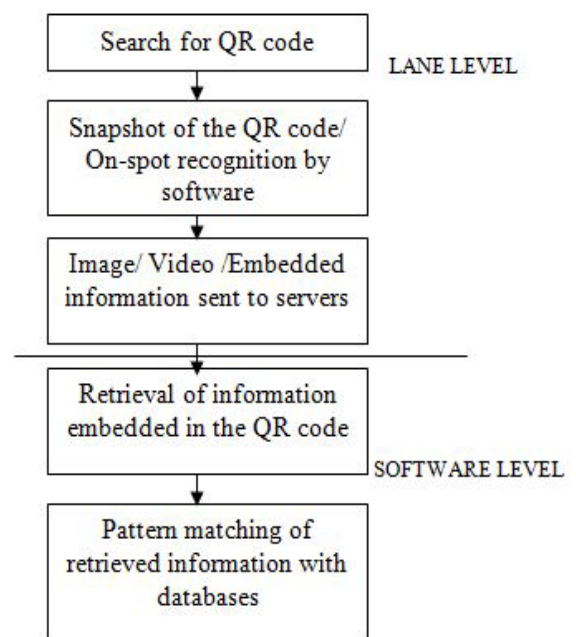 Search for QR code
LANE LEVEL
Snapshot of the QR code/
On-spot recognition by
software
Image/ Video /Embedded
information sent to servers
Retrieval of information
embedded in the QR code
SOFTWARE LEVEL
Pattern matching of
retrieved information with
databases